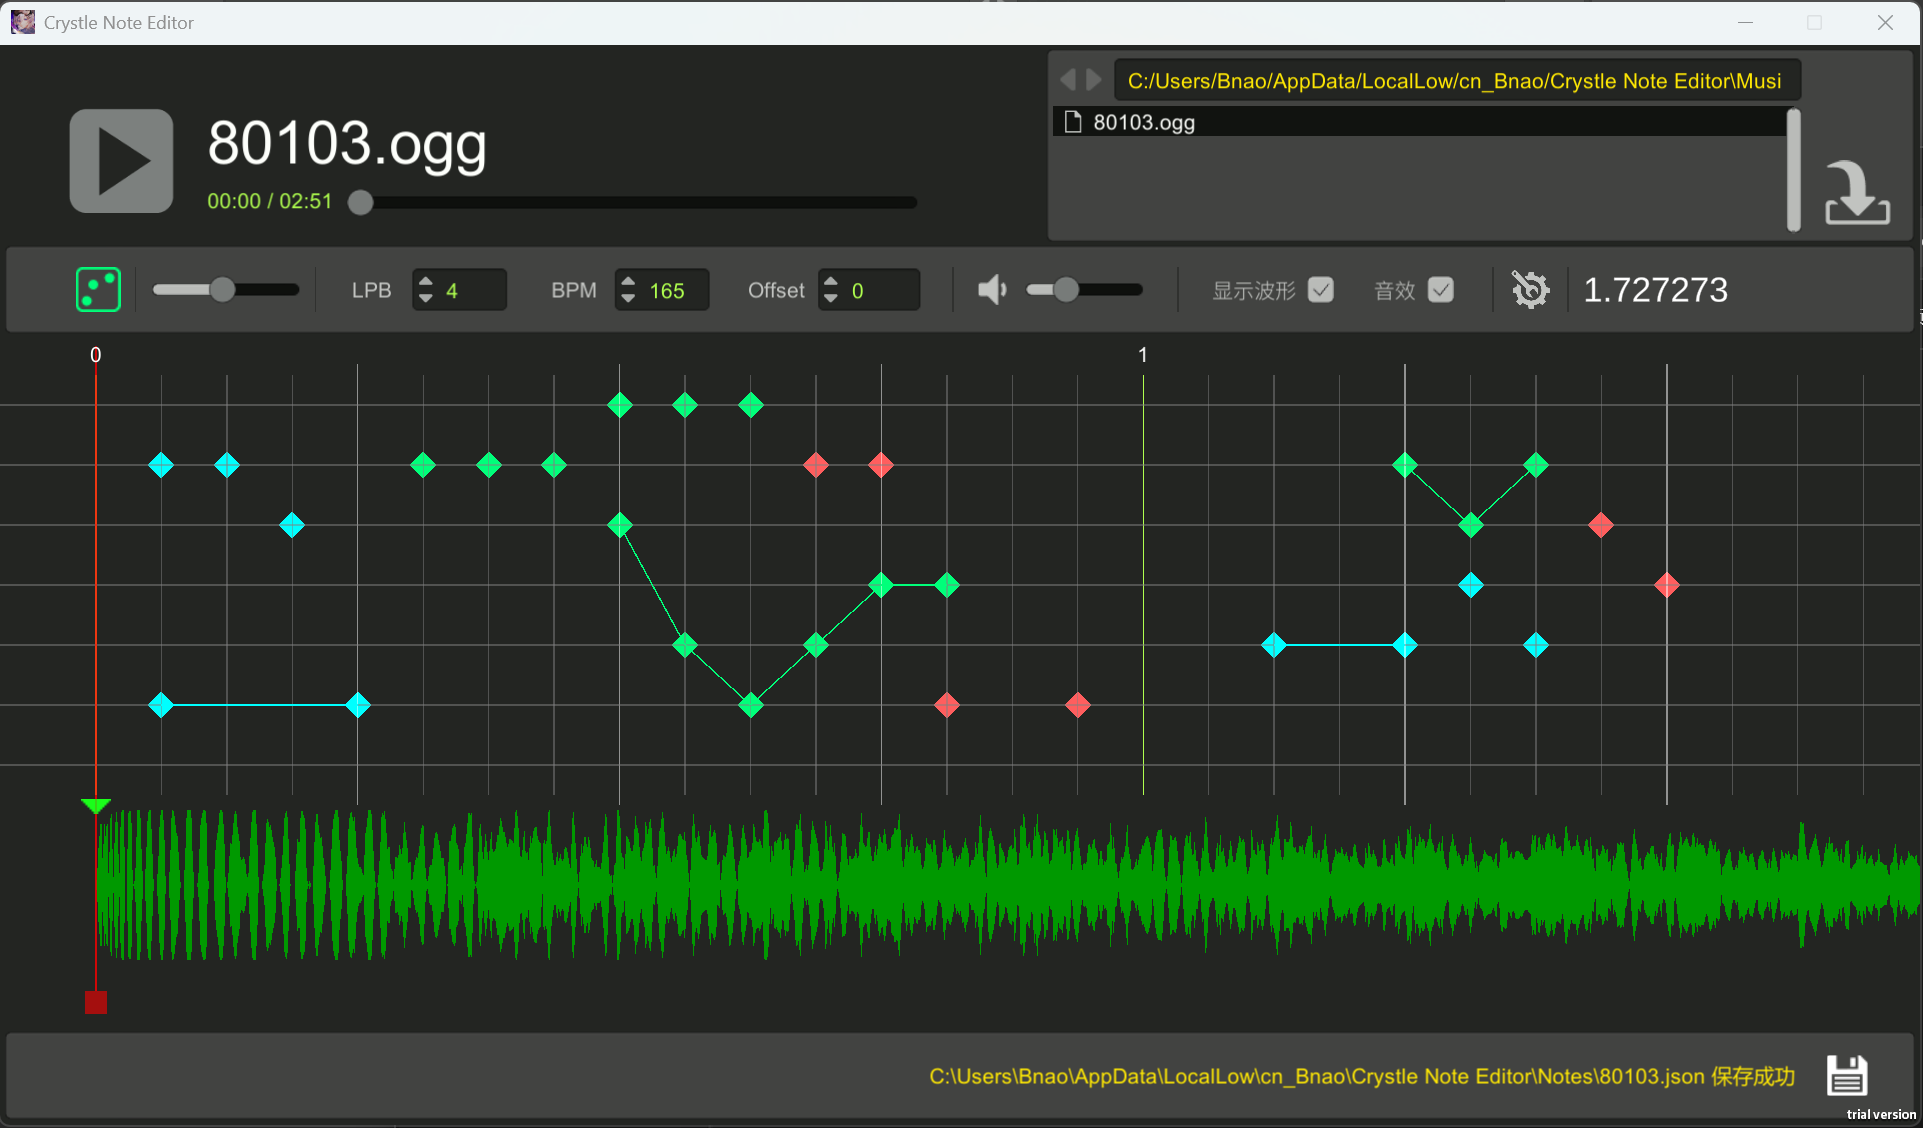 Crystle Note Editor
C:/Users/Bnao/AppData/LocalLow/cn_Bnao/Crystle Note Editor\Musi
80103.ogg
80103.ogg
00:00 / 02:51
LPB 4 BPM 165 Offset 0 显示波形 音效 1.727273
0 1
C:\Users\Bnao\AppData\LocalLow\cn_Bnao\Crystle Note Editor\Notes\80103.json 保存成功
trial version